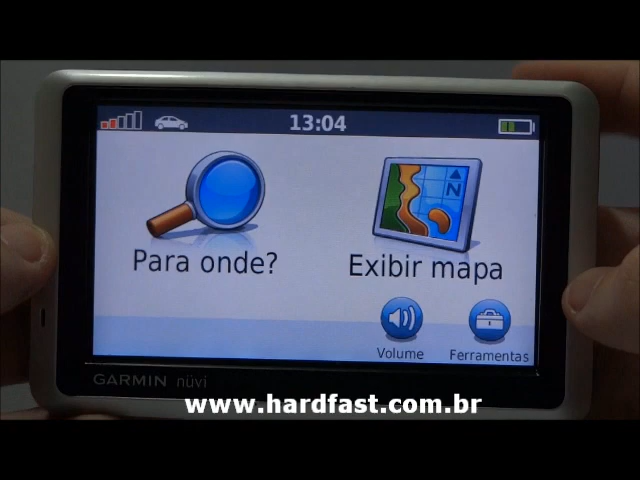 13:04
Para onde?
Exibir mapa
N
Volume
Ferramentas
GARMIN nüvi
www.hardfast.com.br